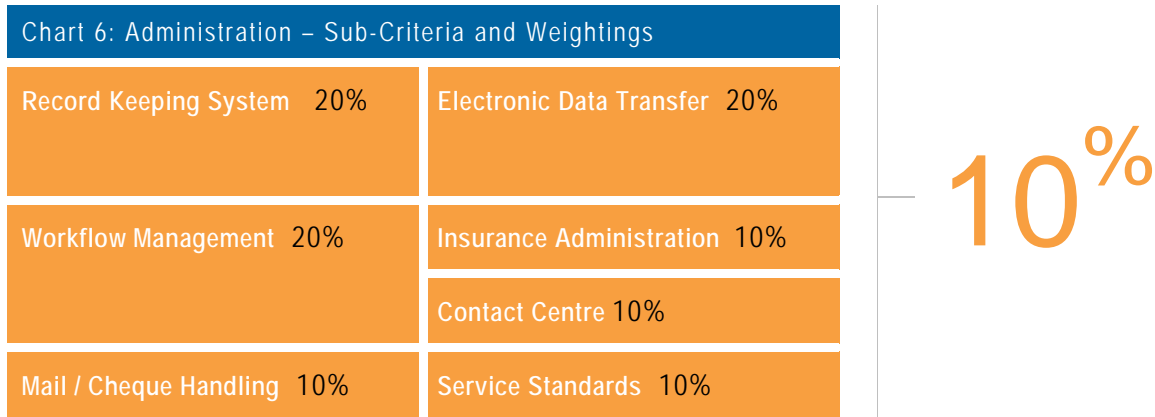 Chart 6: Administration – Sub-Criteria and Weightings
Record Keeping System 20%
Electronic Data Transfer 20%
Workflow Management 20%
Insurance Administration 10%
Contact Centre 10%
Mail / Cheque Handling 10%
Service Standards 10%
10%